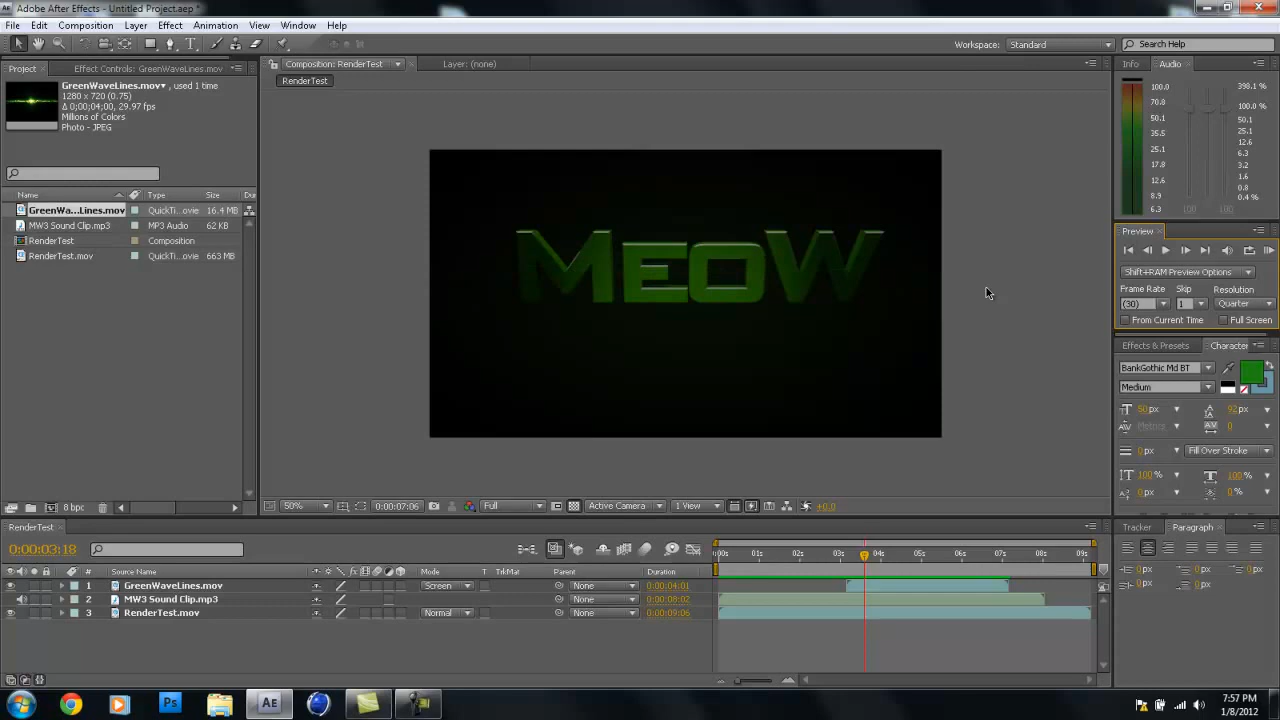 Adobe After Effects - Untitled Project.aep *
File Edit Composition Layer Effect Animation View Window Help
Workspace: Standard Search Help
Project Effect Controls: GreenWaveLines.mov
GreenWaveLines.mov, used 1 time
1280 x 720 (0.75)
Δ 0;00;04;00, 29.97 fps
Millions of Colors
Photo - JPEG
Name Type Size Du
GreenWa...Lines.mov QuickTi...ovie 16.4 MB
MW3 Sound Clip.mp3 MP3 Audio 62 KB
RenderTest Composition
RenderTest.mov QuickTi...ovie 663 MB
8 bpc
Composition: RenderTest Layer: (none)
RenderTest
MEOW
50% 0:00:07:06 Full Active Camera 1 View +0.0
Info Audio
100.0 398.1 %
70.8 100.0 %
50.1 50.1
35.5 25.1
25.1 12.6
17.8 6.3
12.6 3.2
8.9 1.6
6.3 0.8
0.4 %
Preview
Shift+RAM Preview Options
Frame Rate Skip Resolution
(30) 1 Quarter
From Current Time Full Screen
Effects & Presets Character
BankGothic Md BT
Medium
50 px 92 px
Metrics 0
0 px Fill Over Stroke
100 % 100 %
0 px 0 %
Tracker Paragraph
0 px 0 px 0 px
0 px 0 px
RenderTest
0:00:03:18
# Source Name Mode T TrkMat Parent Duration
1 GreenWaveLines.mov Screen None 0:00:04:01
2 MW3 Sound Clip.mp3 None 0:00:08:02
3 RenderTest.mov Normal None 0:00:09:06
:00s 01s 02s 03s 04s 05s 06s 07s 08s 09s
Ps AE
7:57 PM
1/8/2012